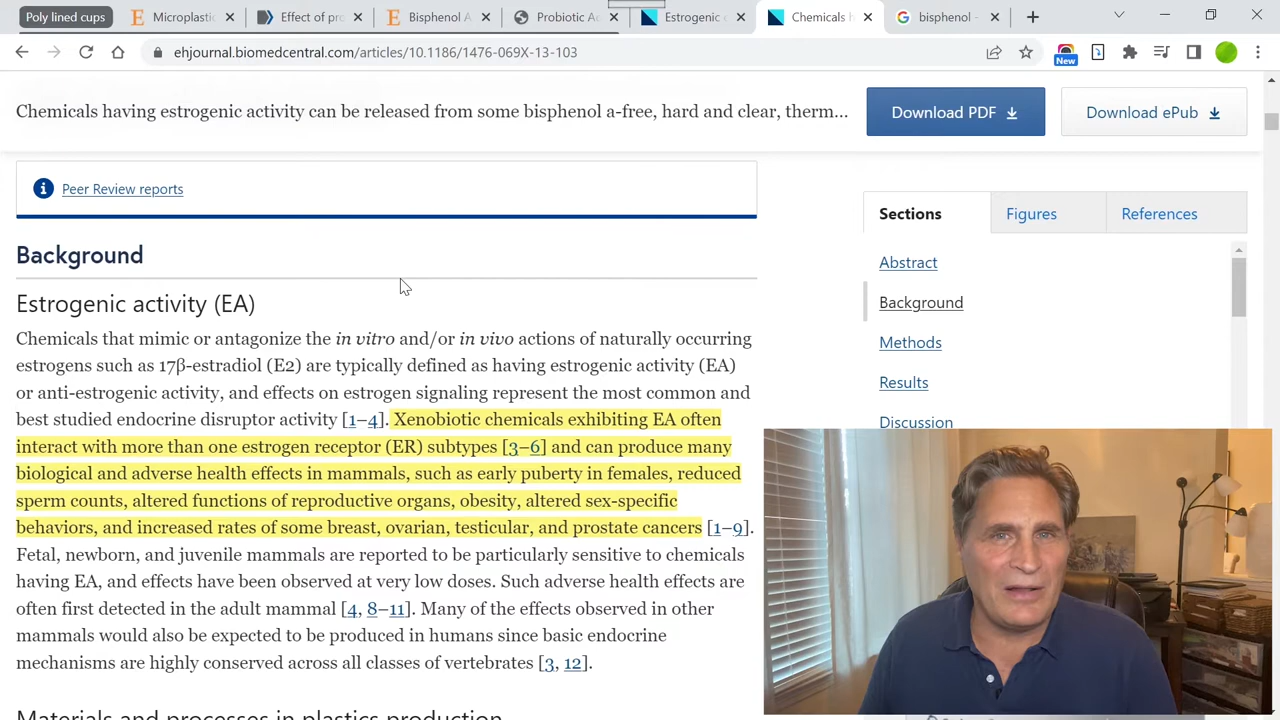 Poly lined cups
Microplastic
Effect of pro
Bisphenol A
Probiotic Ac
Estrogenic
Chemicals h
bisphenol -
ehjournal.biomedcentral.com/articles/10.1186/1476-069X-13-103
New
Chemicals having estrogenic activity can be released from some bisphenol a-free, hard and clear, therm...
Download PDF
Download ePub
Peer Review reports
Background
Estrogenic activity (EA)
Chemicals that mimic or antagonize the in vitro and/or in vivo actions of naturally occurring
estrogens such as 17β-estradiol (E2) are typically defined as having estrogenic activity (EA)
or anti-estrogenic activity, and effects on estrogen signaling represent the most common and
best studied endocrine disruptor activity [1–4]. Xenobiotic chemicals exhibiting EA often
interact with more than one estrogen receptor (ER) subtypes [3–6] and can produce many
biological and adverse health effects in mammals, such as early puberty in females, reduced
sperm counts, altered functions of reproductive organs, obesity, altered sex-specific
behaviors, and increased rates of some breast, ovarian, testicular, and prostate cancers [1–9].
Fetal, newborn, and juvenile mammals are reported to be particularly sensitive to chemicals
having EA, and effects have been observed at very low doses. Such adverse health effects are
often first detected in the adult mammal [4, 8–11]. Many of the effects observed in other
mammals would also be expected to be produced in humans since basic endocrine
mechanisms are highly conserved across all classes of vertebrates [3, 12].
Materials and processes in plastics production
Sections
Figures
References
Abstract
Background
Methods
Results
Discussion